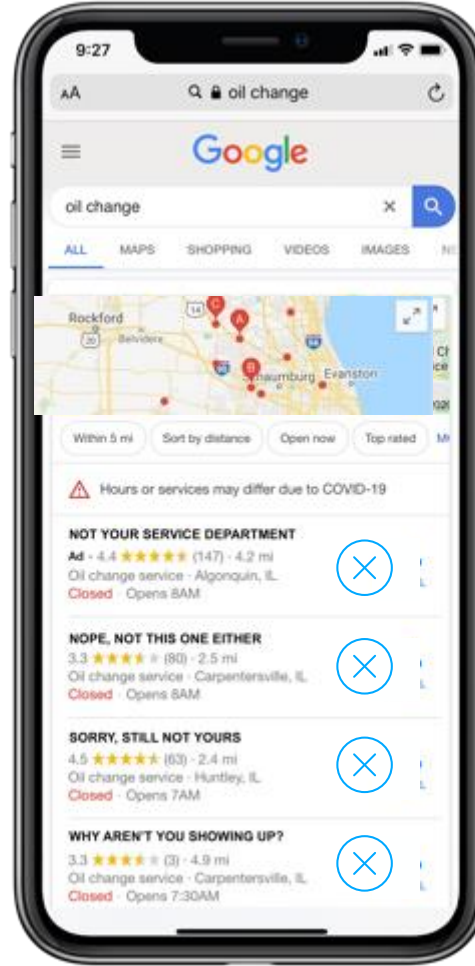 9:27
AA oil change
Google
oil change
ALL MAPS SHOPPING VIDEOS IMAGES
Rockford
14
C
A
20
Belvidere
94
90
B
Schaumburg Evanston
Within 5 mi Sort by distance Open now Top rated
Hours or services may differ due to COVID-19
NOT YOUR SERVICE DEPARTMENT
Ad - 4.4 (147) · 4.2 mi
Oil change service · Algonquin, IL
Closed · Opens 8AM
NOPE, NOT THIS ONE EITHER
3.3 (80) · 2.5 mi
Oil change service · Carpentersville, IL
Closed · Opens 8AM
SORRY, STILL NOT YOURS
4.5 (63) · 2.4 mi
Oil change service · Huntley, IL
Closed · Opens 7AM
WHY AREN'T YOU SHOWING UP?
3.3 (3) · 4.9 mi
Oil change service · Carpentersville, IL
Closed · Opens 7:30AM